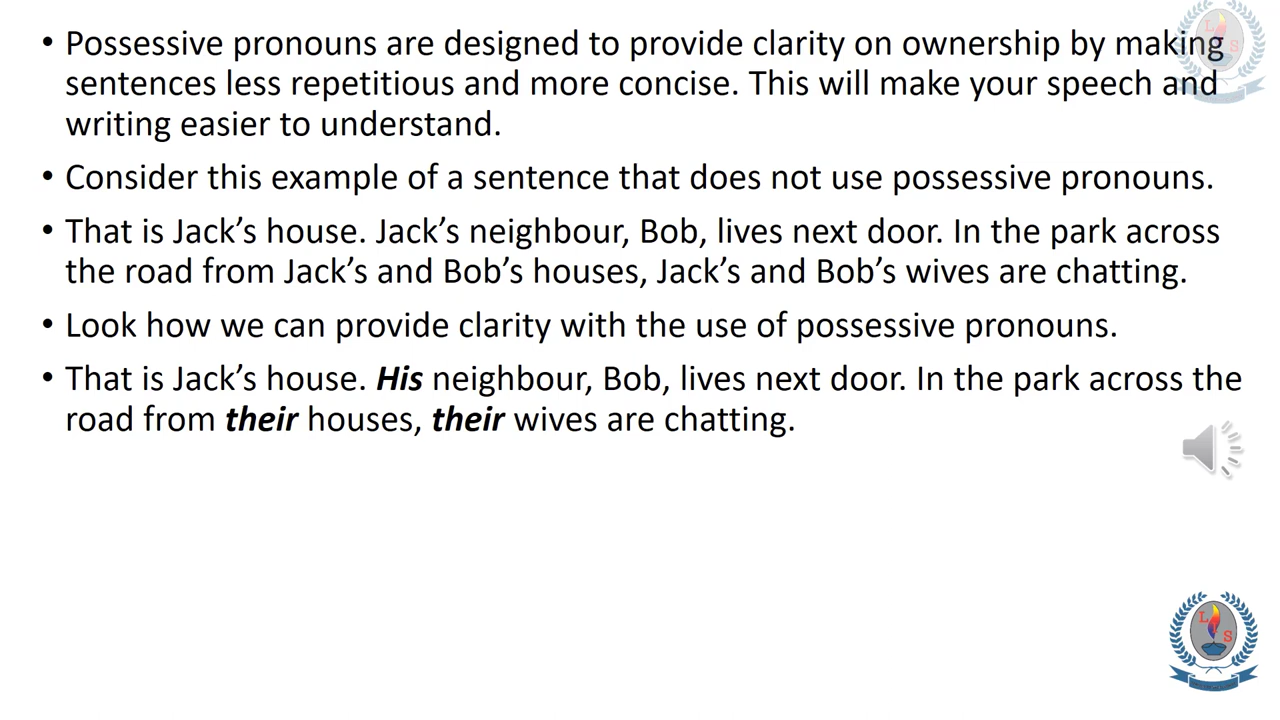 • Possessive pronouns are designed to provide clarity on ownership by making
sentences less repetitious and more concise. This will make your speech and
writing easier to understand.
• Consider this example of a sentence that does not use possessive pronouns.
• That is Jack’s house. Jack’s neighbour, Bob, lives next door. In the park across
the road from Jack’s and Bob’s houses, Jack’s and Bob’s wives are chatting.
• Look how we can provide clarity with the use of possessive pronouns.
• That is Jack’s house. His neighbour, Bob, lives next door. In the park across the
road from their houses, their wives are chatting.
L
S